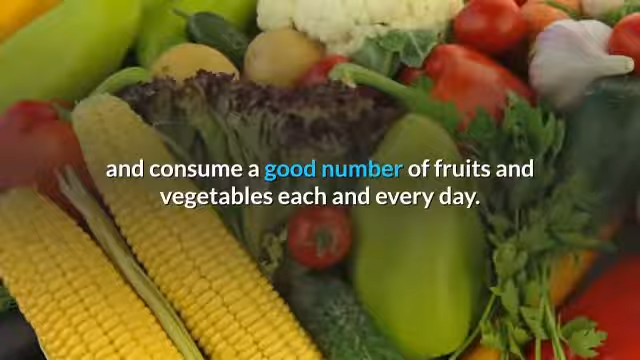 and consume a good number of fruits and
vegetables each and every day.